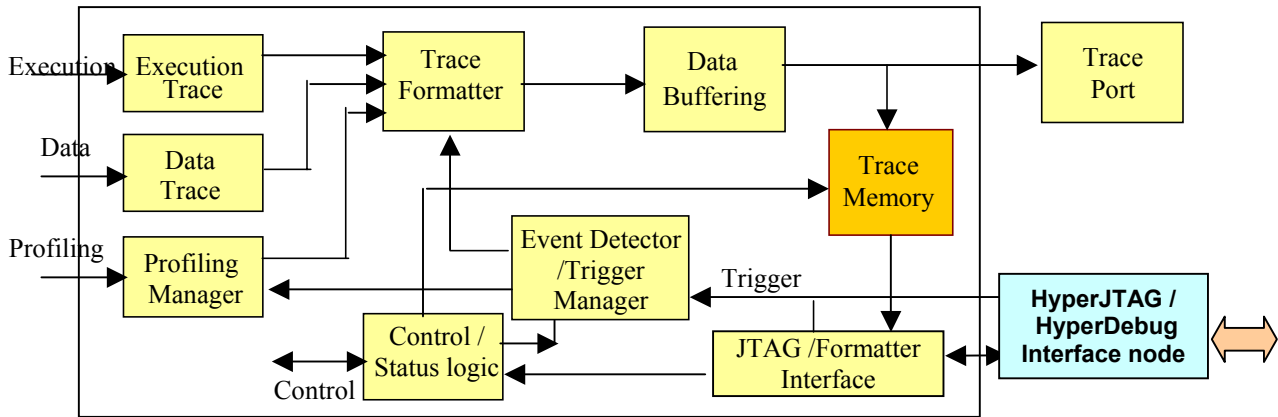 Execution
Execution
Trace
Trace
Formatter
Data
Buffering
Trace
Port
Data
Data
Trace
Trace
Memory
Profiling
Profiling
Manager
Event Detector
/Trigger
Manager
Trigger
HyperJTAG /
HyperDebug
Interface node
Control /
Status logic
Control
JTAG /Formatter
Interface